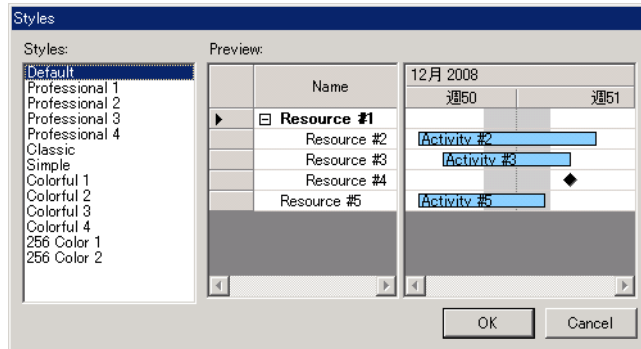 Styles
Styles:
Default
Professional 1
Professional 2
Professional 3
Professional 4
Classic
Simple
Colorful 1
Colorful 2
Colorful 3
Colorful 4
256 Color 1
256 Color 2
Preview:
Name
Resource #1
Resource #2
Resource #3
Resource #4
Resource #5
12月 2008
週50 週51
Activity #2
Activity #3
Activity #5
OK Cancel